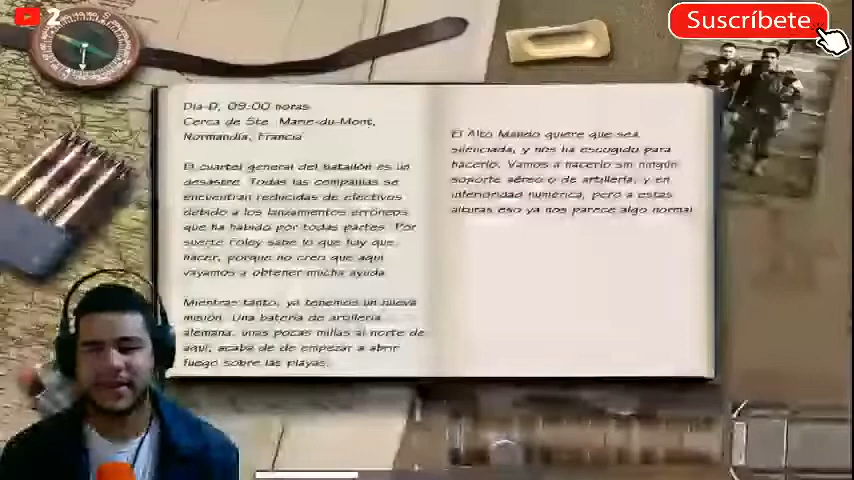 2
Suscríbete
Día-D, 09:00 horas
Cerca de Ste. Marie-du-Mont,
Normandía, Francia
El cuartel general del batallón es un
desastre. Todas las compañías se
encuentran reducidas de efectivos
debido a los lanzamientos erróneos
que ha habido por todas partes. Por
suerte Foley sabe lo que hay que
hacer, porque no creo que aquí
vayamos a obtener mucha ayuda.
Mientras tanto, ya tenemos un nueva
misión. Una batería de artillería
alemana, unas pocas millas al norte de
aquí, acaba de de empezar a abrir
fuego sobre las playas.
El Alto Mando quiere que sea
silenciada, y nos ha escogido para
hacerlo. Vamos a hacerlo sin ningún
soporte aéreo o de artillería, y en
inferioridad numérica, pero a estas
alturas eso ya nos parece algo normal